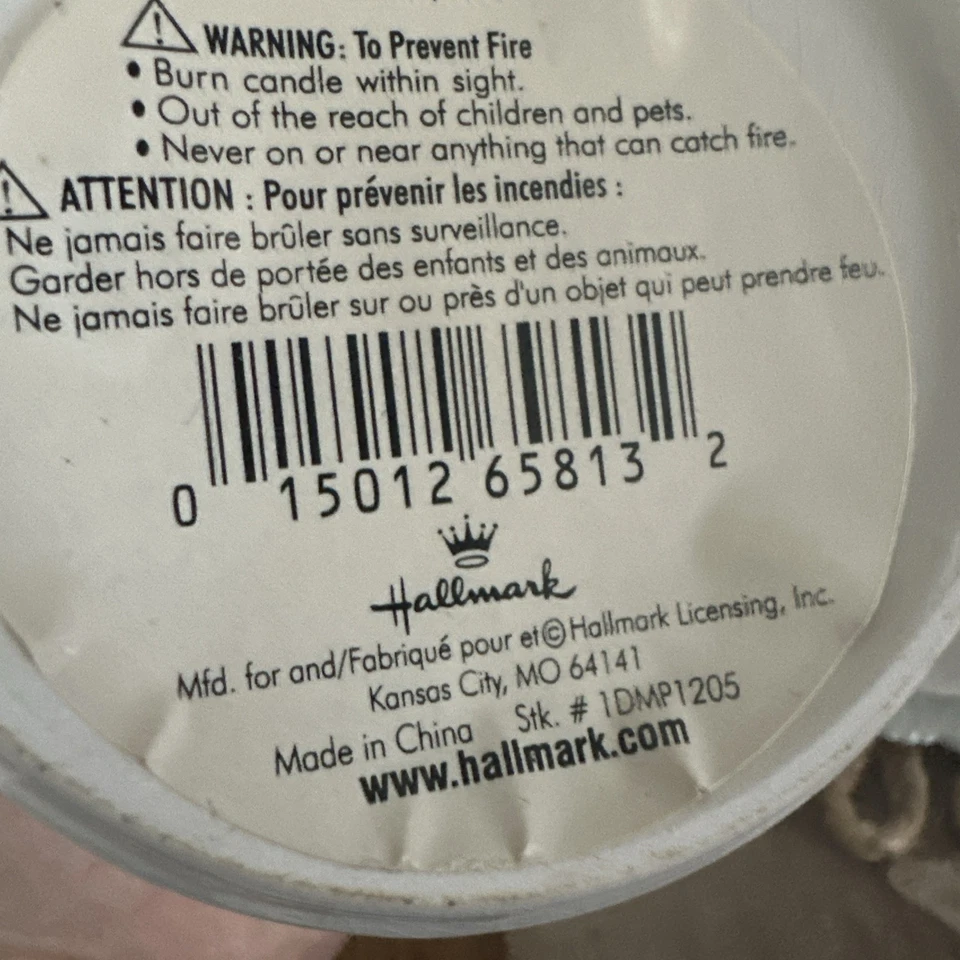 WARNING: To Prevent Fire
• Burn candle within sight.
• Out of the reach of children and pets.
• Never on or near anything that can catch fire.
ATTENTION : Pour prévenir les incendies :
Ne jamais faire brûler sans surveillance.
Garder hors de portée des enfants et des animaux.
Ne jamais faire brûler sur ou près d'un objet qui peut prendre feu.
0 15012 65813 2
Hallmark
Mfd. for and/Fabriqué pour et © Hallmark Licensing, Inc.
Kansas City, MO 64141
Made in China Stk. # 1DMP1205
www.hallmark.com